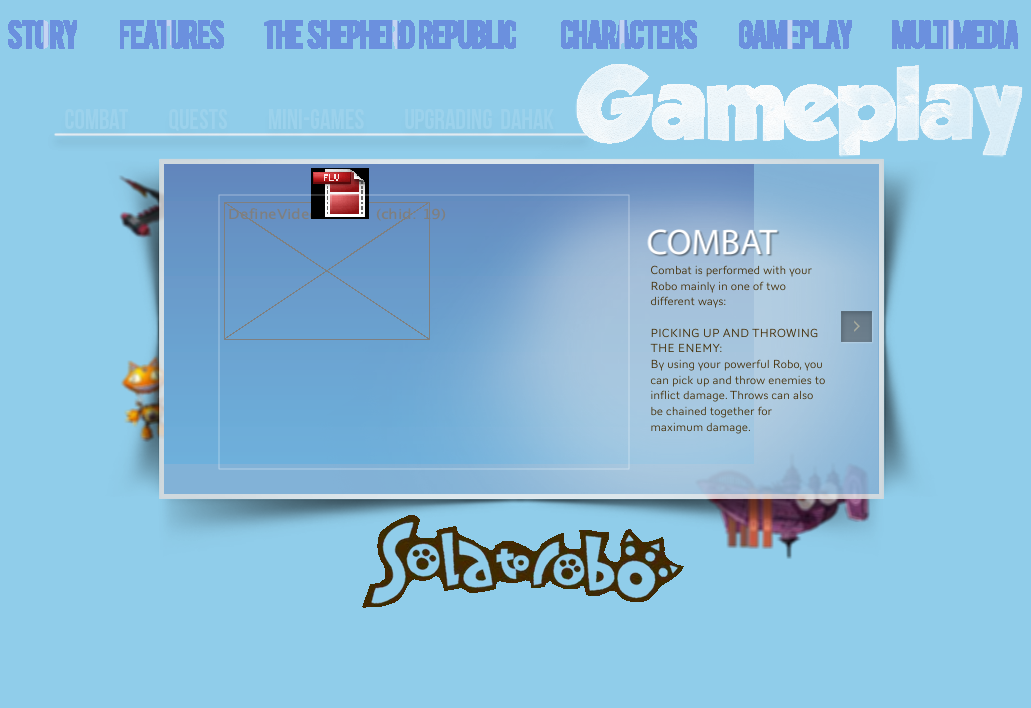 STORY FEATURES THE SHEPHERD REPUBLIC CHARACTERS GAMEPLAY MULTIMEDIA
Gameplay
COMBAT QUESTS MINI-GAMES UPGRADING DAHAK
FLV
(chid: 19)
COMBAT
Combat is performed with your
Robo mainly in one of two
different ways:
PICKING UP AND THROWING
THE ENEMY:
By using your powerful Robo, you
can pick up and throw enemies to
inflict damage. Throws can also
be chained together for
maximum damage.
>
Solatorobo